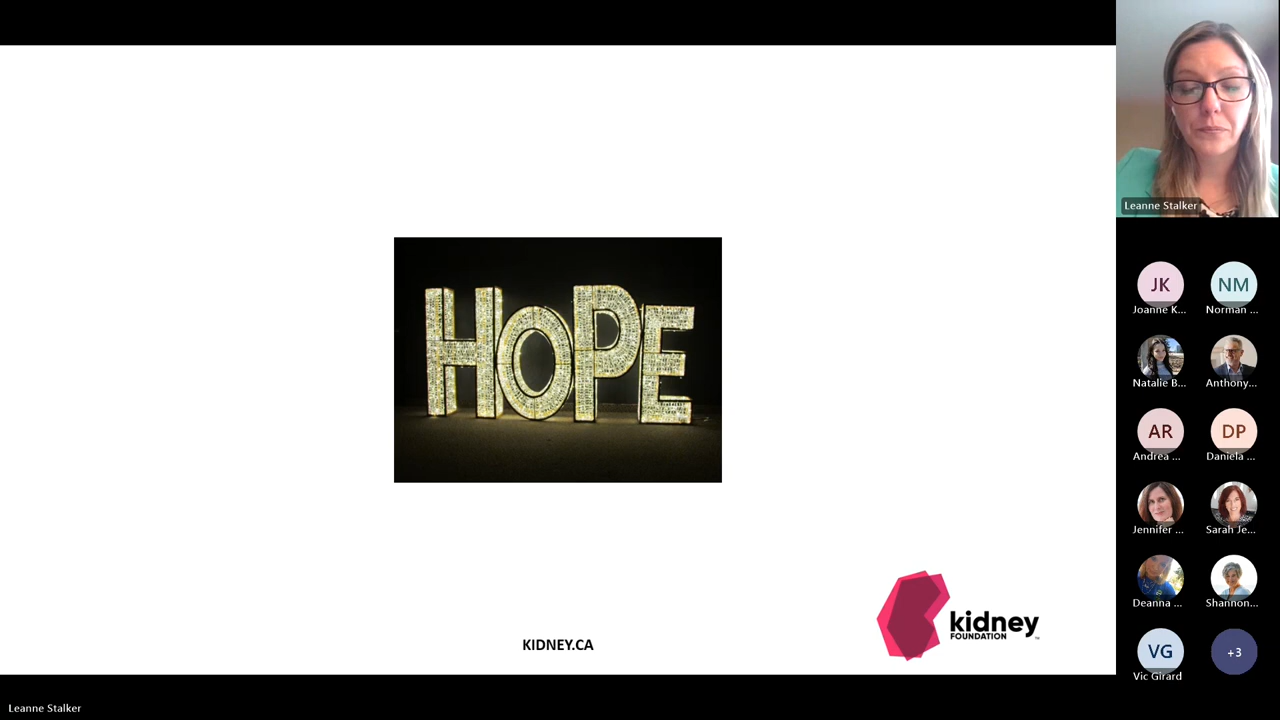 HOPE
KIDNEY.CA
kidney
FOUNDATION
Leanne Stalker
JK
NM
Joanne K...
Norman ...
Natalie B...
Anthony...
AR
DP
Andrea ...
Daniela ...
Jennifer ...
Sarah Je...
Deanna ...
Shannon...
VG
+3
Vic Girard
Leanne Stalker